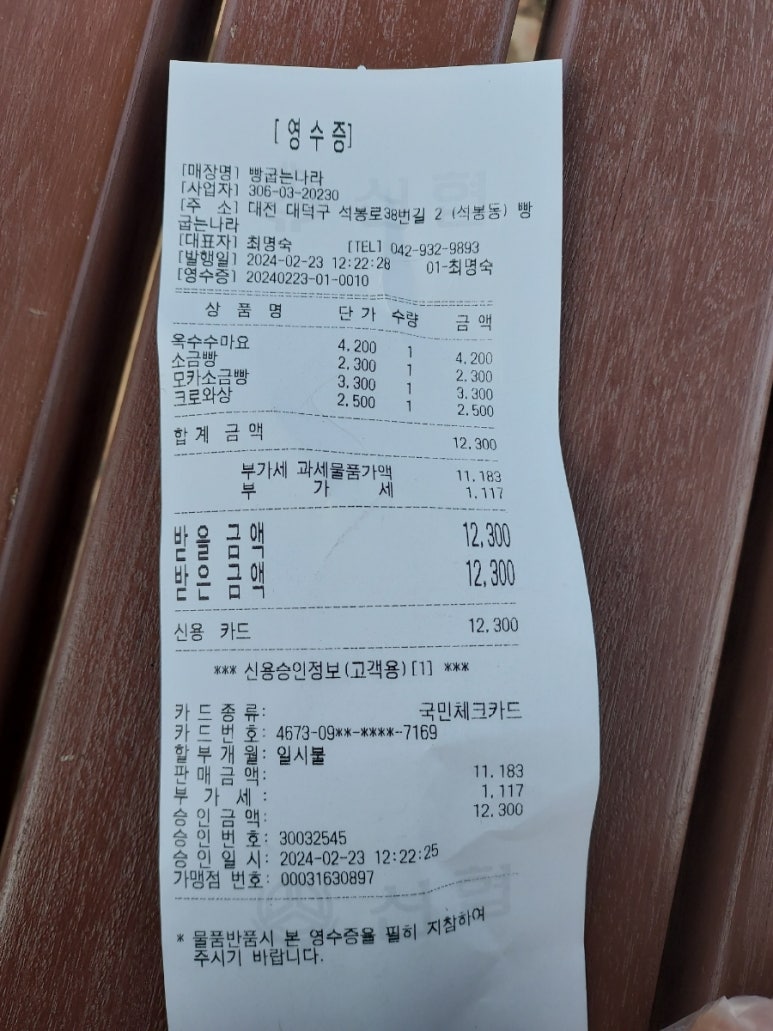 [영수증]
[매장명] 빵굽는나라
[사업자] 306-03-20230
[주 소] 대전 대덕구 석봉로38번길 2 (석봉동) 빵
굽는나라
[대표자] 최명숙 [TEL] 042-932-9893
[발행일] 2024-02-23 12:22:28 01-최명숙
[영수증] 20240223-01-0010
상 품 명 단 가 수량 금 액
옥수수마요 4,200 1 4,200
소금빵 2,300 1 2,300
모카소금빵 3,300 1 3,300
크로와상 2,500 1 2,500
합 계 금 액 12,300
부가세 과세물품가액 11,183
부 가 세 1,117
받을 금액 12,300
받은 금액 12,300
신용 카드 12,300
*** 신용승인정보(고객용)[1] ***
카 드 종 류: 국민체크카드
카 드 번 호: 4673-09**-****-7169
할 부 개 월: 일시불
판 매 금 액: 11,183
부 가 세 : 1,117
승 인 금 액: 12,300
승 인 번 호: 30032545
승 인 일 시: 2024-02-23 12:22:25
가맹점 번호: 00031630897
* 물품반품시 본 영수증을 필히 지참하여
주시기 바랍니다.